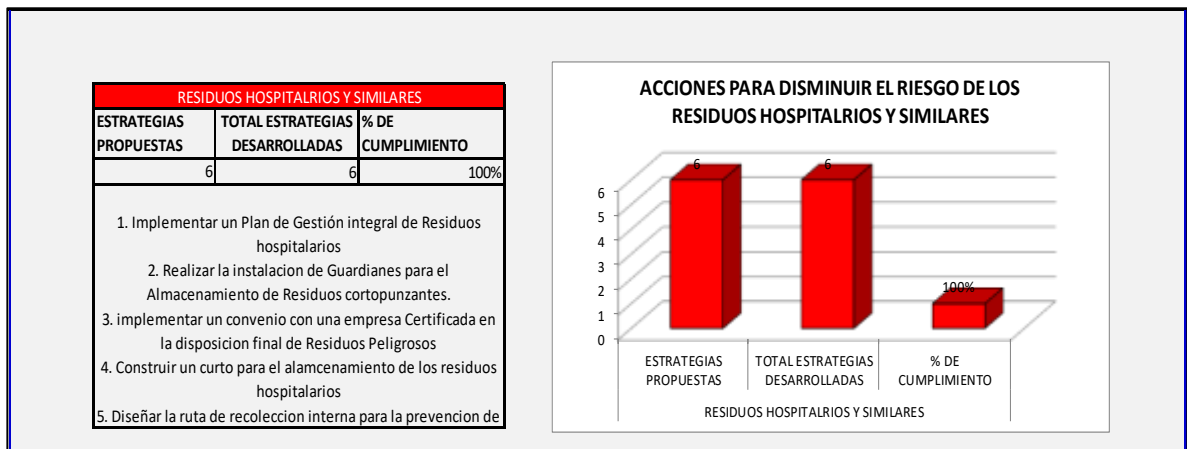 RESIDUOS HOSPITALRIOS Y SIMILARES
ESTRATEGIAS PROPUESTAS
TOTAL ESTRATEGIAS DESARROLLADAS
% DE CUMPLIMIENTO
6 6 100%
1. Implementar un Plan de Gestión integral de Residuos
hospitalarios
2. Realizar la instalacion de Guardianes para el
Almacenamiento de Residuos cortopunzantes.
3. implementar un convenio con una empresa Certificada en
la disposicion final de Residuos Peligrosos
4. Construir un curto para el alamcenamiento de los residuos
hospitalarios
5. Diseñar la ruta de recoleccion interna para la prevencion de
ACCIONES PARA DISMINUIR EL RIESGO DE LOS
RESIDUOS HOSPITALRIOS Y SIMILARES
6
6
100%
6
5
4
3
2
1
0
ESTRATEGIAS
PROPUESTAS
TOTAL ESTRATEGIAS
DESARROLLADAS
% DE
CUMPLIMIENTO
RESIDUOS HOSPITALRIOS Y SIMILARES